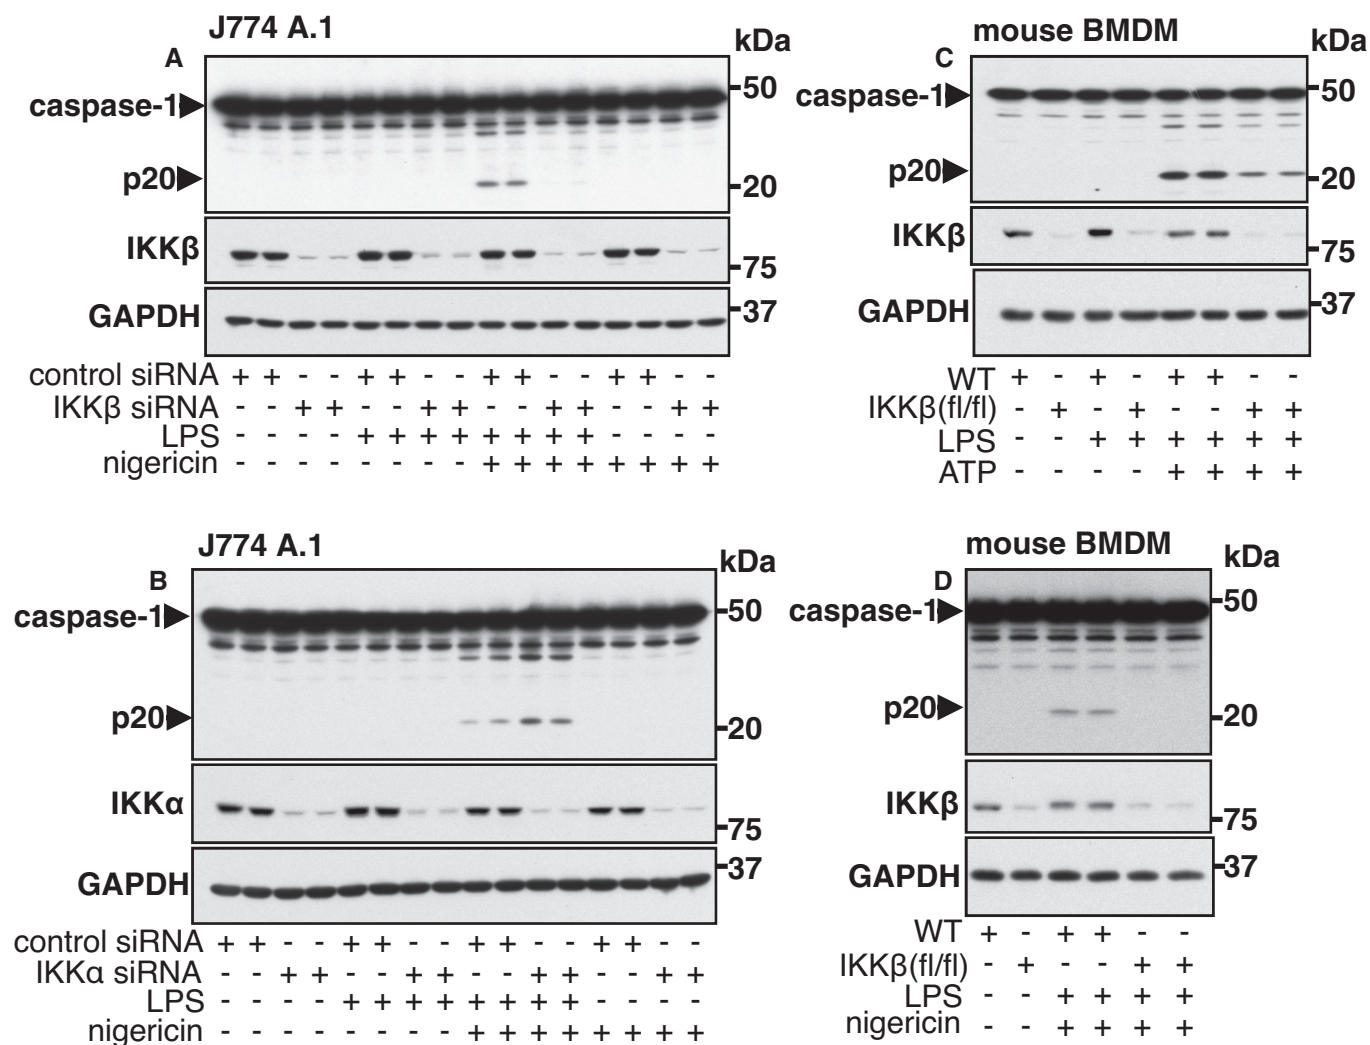 J774 A.1
kDa
A
caspase-1
50
p20
20
IKKβ
75
GAPDH
37
control siRNA + + - - + + - - + + - - + + - -
IKKβ siRNA - - + + - - + + - - + + - - + +
LPS - - - - + + + + + + + + - - - -
nigericin - - - - - - - - + + + + + + + +
mouse BMDM
kDa
C
caspase-1
50
p20
20
IKKβ
75
GAPDH
37
WT + - + - + + - -
IKKβ(fl/fl) - + - + - - + +
LPS - - + + + + + +
ATP - - - - + + + +
J774 A.1
kDa
B
caspase-1
50
p20
20
IKKα
75
GAPDH
37
control siRNA + + - - + + - - + + - - + + - -
IKKα siRNA - - + + - - + + - - + + - - + +
LPS - - - - + + + + + + + + - - - -
nigericin - - - - - - - - + + + + + + + +
mouse BMDM
kDa
D
caspase-1
50
p20
20
IKKβ
75
GAPDH
37
WT + - + + - -
IKKβ(fl/fl) - + - - + +
LPS - - + + + +
nigericin - - + + + +